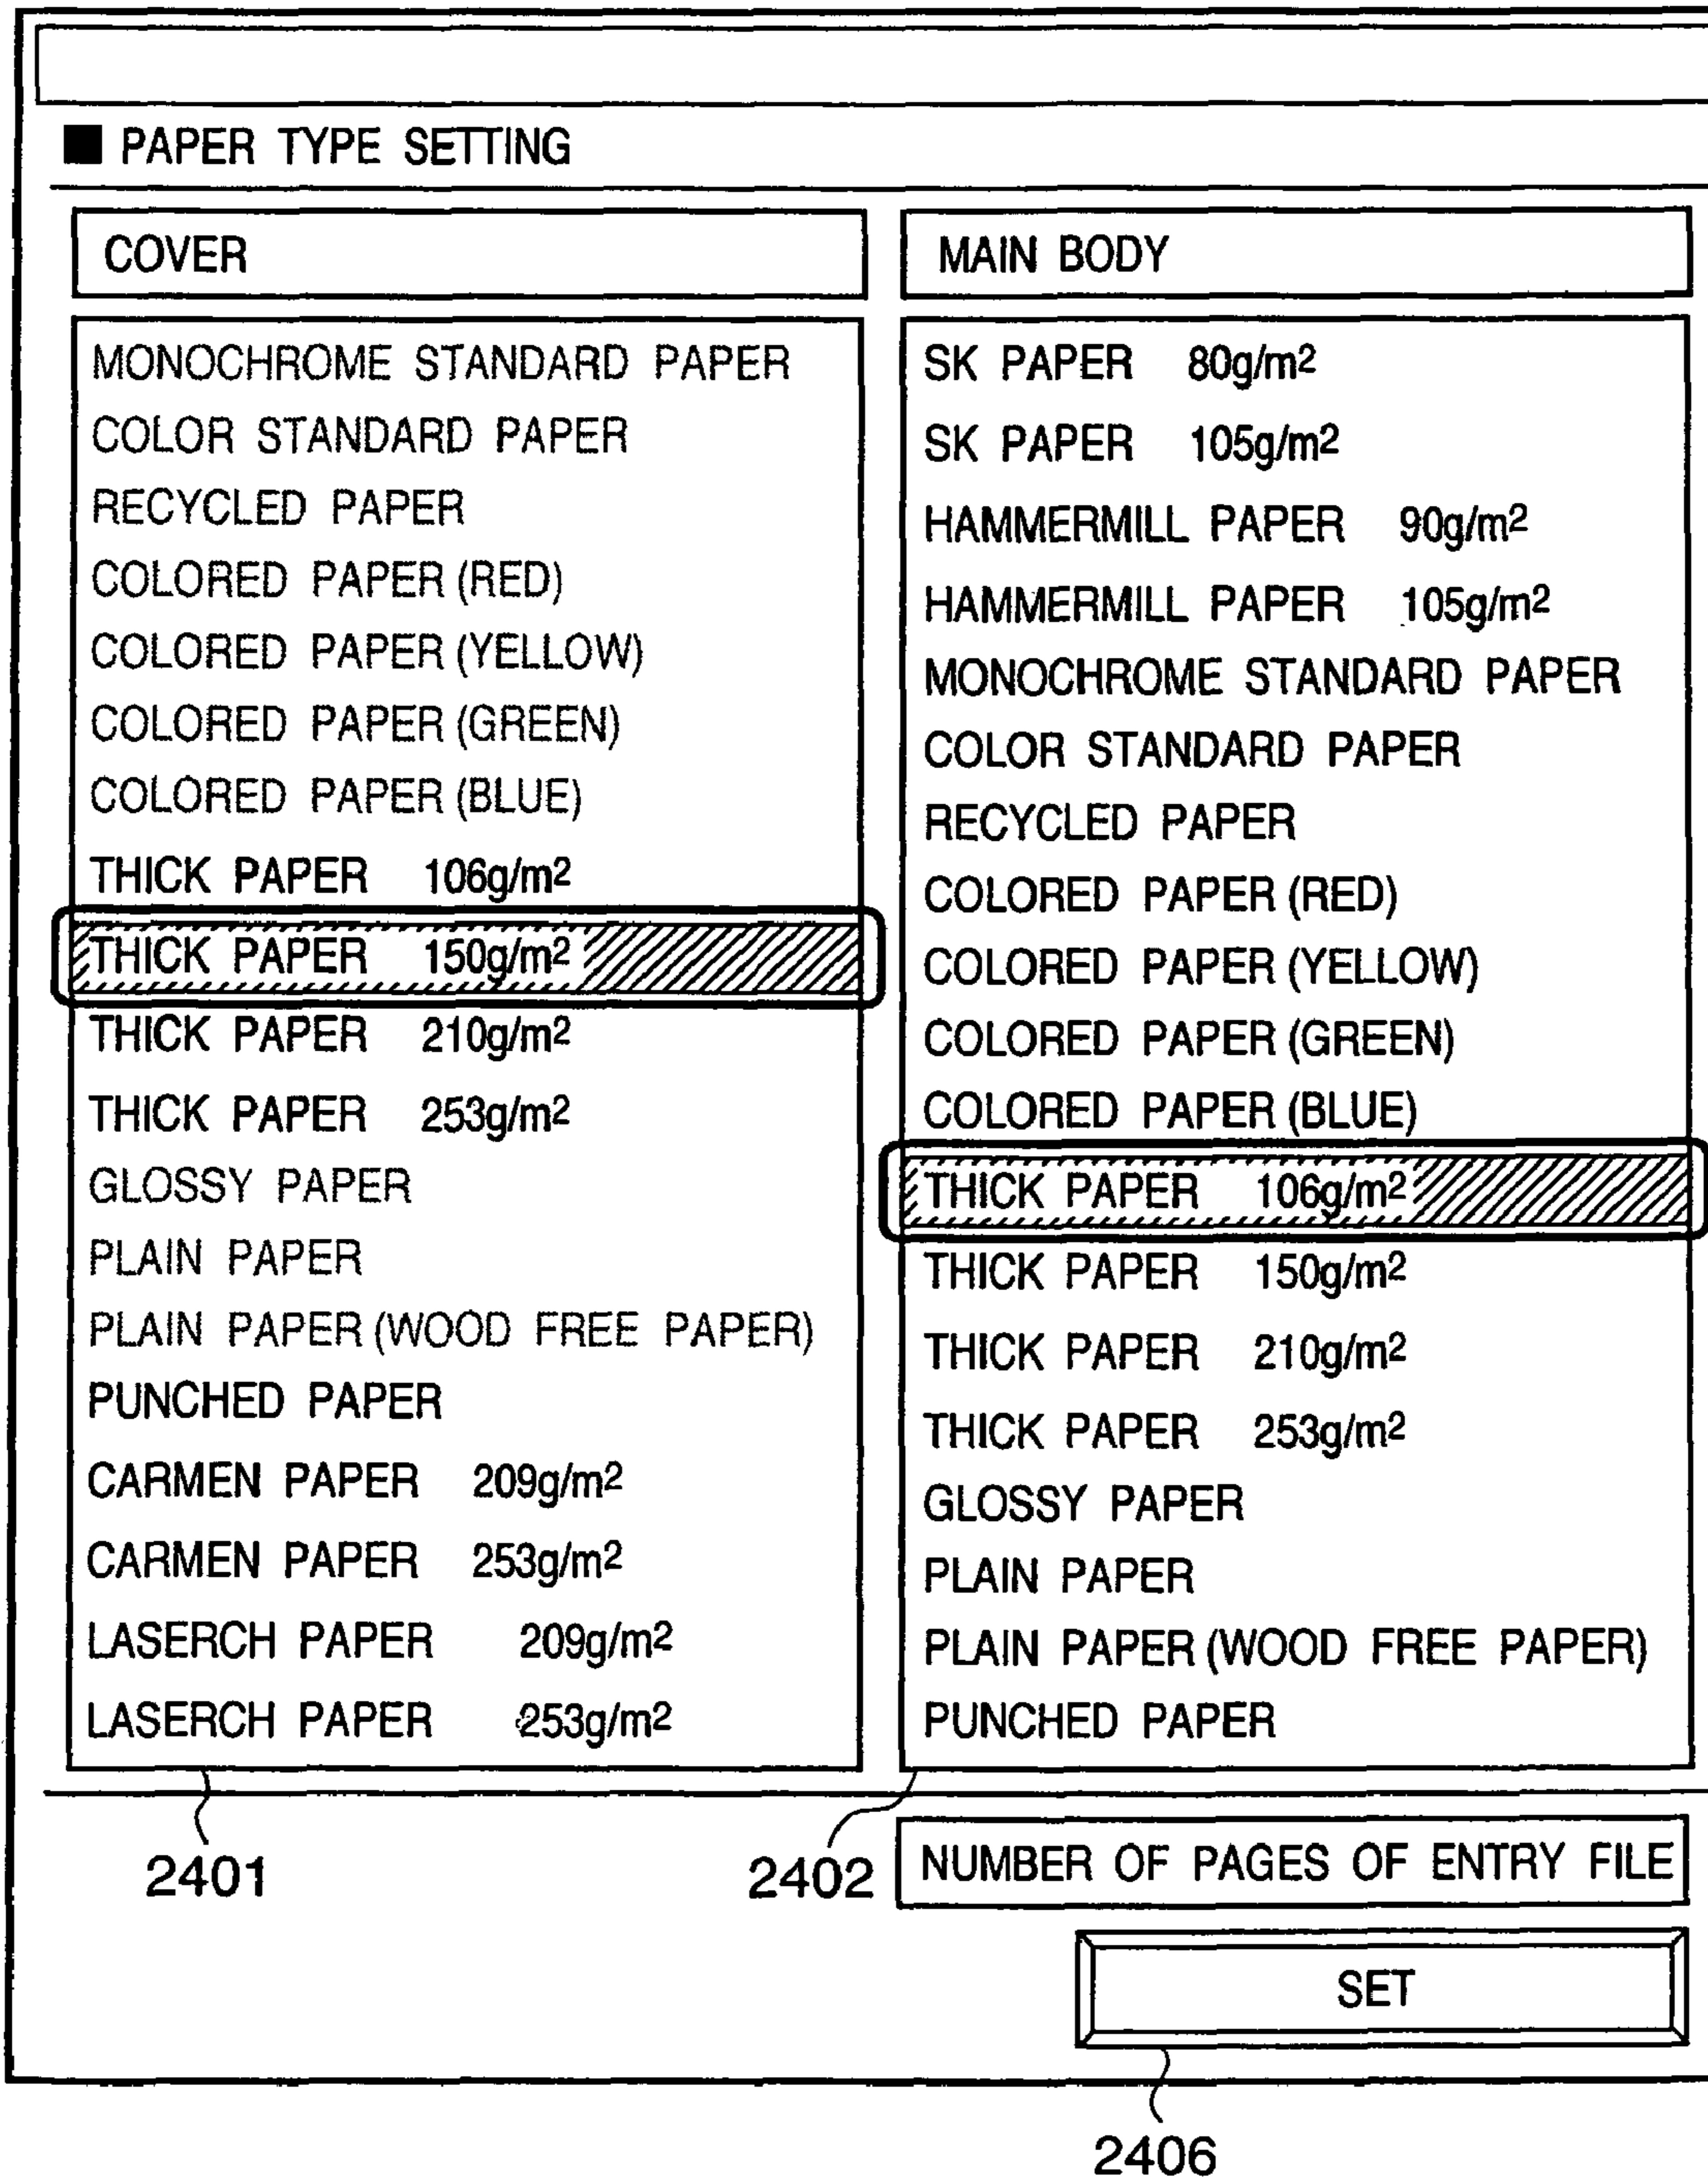 ■ PAPER TYPE SETTING
COVER
MONOCHROME STANDARD PAPER
COLOR STANDARD PAPER
RECYCLED PAPER
COLORED PAPER (RED)
COLORED PAPER (YELLOW)
COLORED PAPER (GREEN)
COLORED PAPER (BLUE)
THICK PAPER 106g/m2
THICK PAPER 150g/m2
THICK PAPER 210g/m2
THICK PAPER 253g/m2
GLOSSY PAPER
PLAIN PAPER
PLAIN PAPER (WOOD FREE PAPER)
PUNCHED PAPER
CARMEN PAPER 209g/m2
CARMEN PAPER 253g/m2
LASERCH PAPER 209g/m2
LASERCH PAPER 253g/m2
2401
MAIN BODY
SK PAPER 80g/m2
SK PAPER 105g/m2
HAMMERMILL PAPER 90g/m2
HAMMERMILL PAPER 105g/m2
MONOCHROME STANDARD PAPER
COLOR STANDARD PAPER
RECYCLED PAPER
COLORED PAPER (RED)
COLORED PAPER (YELLOW)
COLORED PAPER (GREEN)
COLORED PAPER (BLUE)
THICK PAPER 106g/m2
THICK PAPER 150g/m2
THICK PAPER 210g/m2
THICK PAPER 253g/m2
GLOSSY PAPER
PLAIN PAPER
PLAIN PAPER (WOOD FREE PAPER)
PUNCHED PAPER
2402
NUMBER OF PAGES OF ENTRY FILE
SET
2406